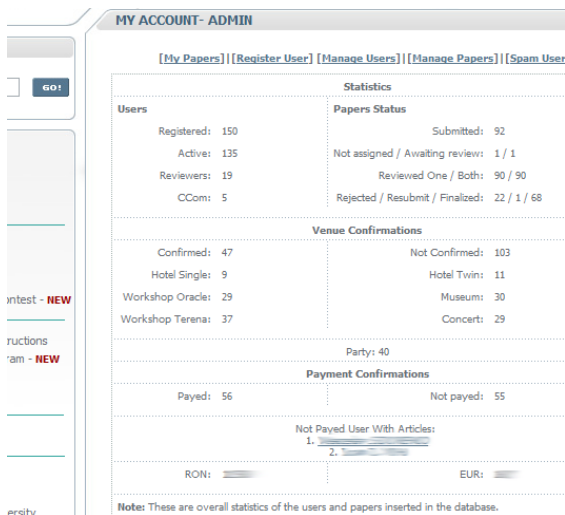 MY ACCOUNT- ADMIN
[My Papers]|[Register User] [Manage Users]|[Manage Papers]|[Spam User
GO!
Statistics
Users Papers Status
Registered: 150 Submitted: 92
Active: 135 Not assigned / Awaiting review: 1 / 1
Reviewers: 19 Reviewed One / Both: 90 / 90
CCom: 5 Rejected / Resubmit / Finalized: 22 / 1 / 68
Venue Confirmations
Confirmed: 47 Not Confirmed: 103
Hotel Single: 9 Hotel Twin: 11
ontest - NEW
Workshop Oracle: 29 Museum: 30
Workshop Terena: 37 Concert: 29
ructions
ram - NEW
Party: 40
Payment Confirmations
Payed: 56 Not payed: 55
Not Payed User With Articles:
1.
2.
RON: EUR:
Note: These are overall statistics of the users and papers inserted in the database.
ersity